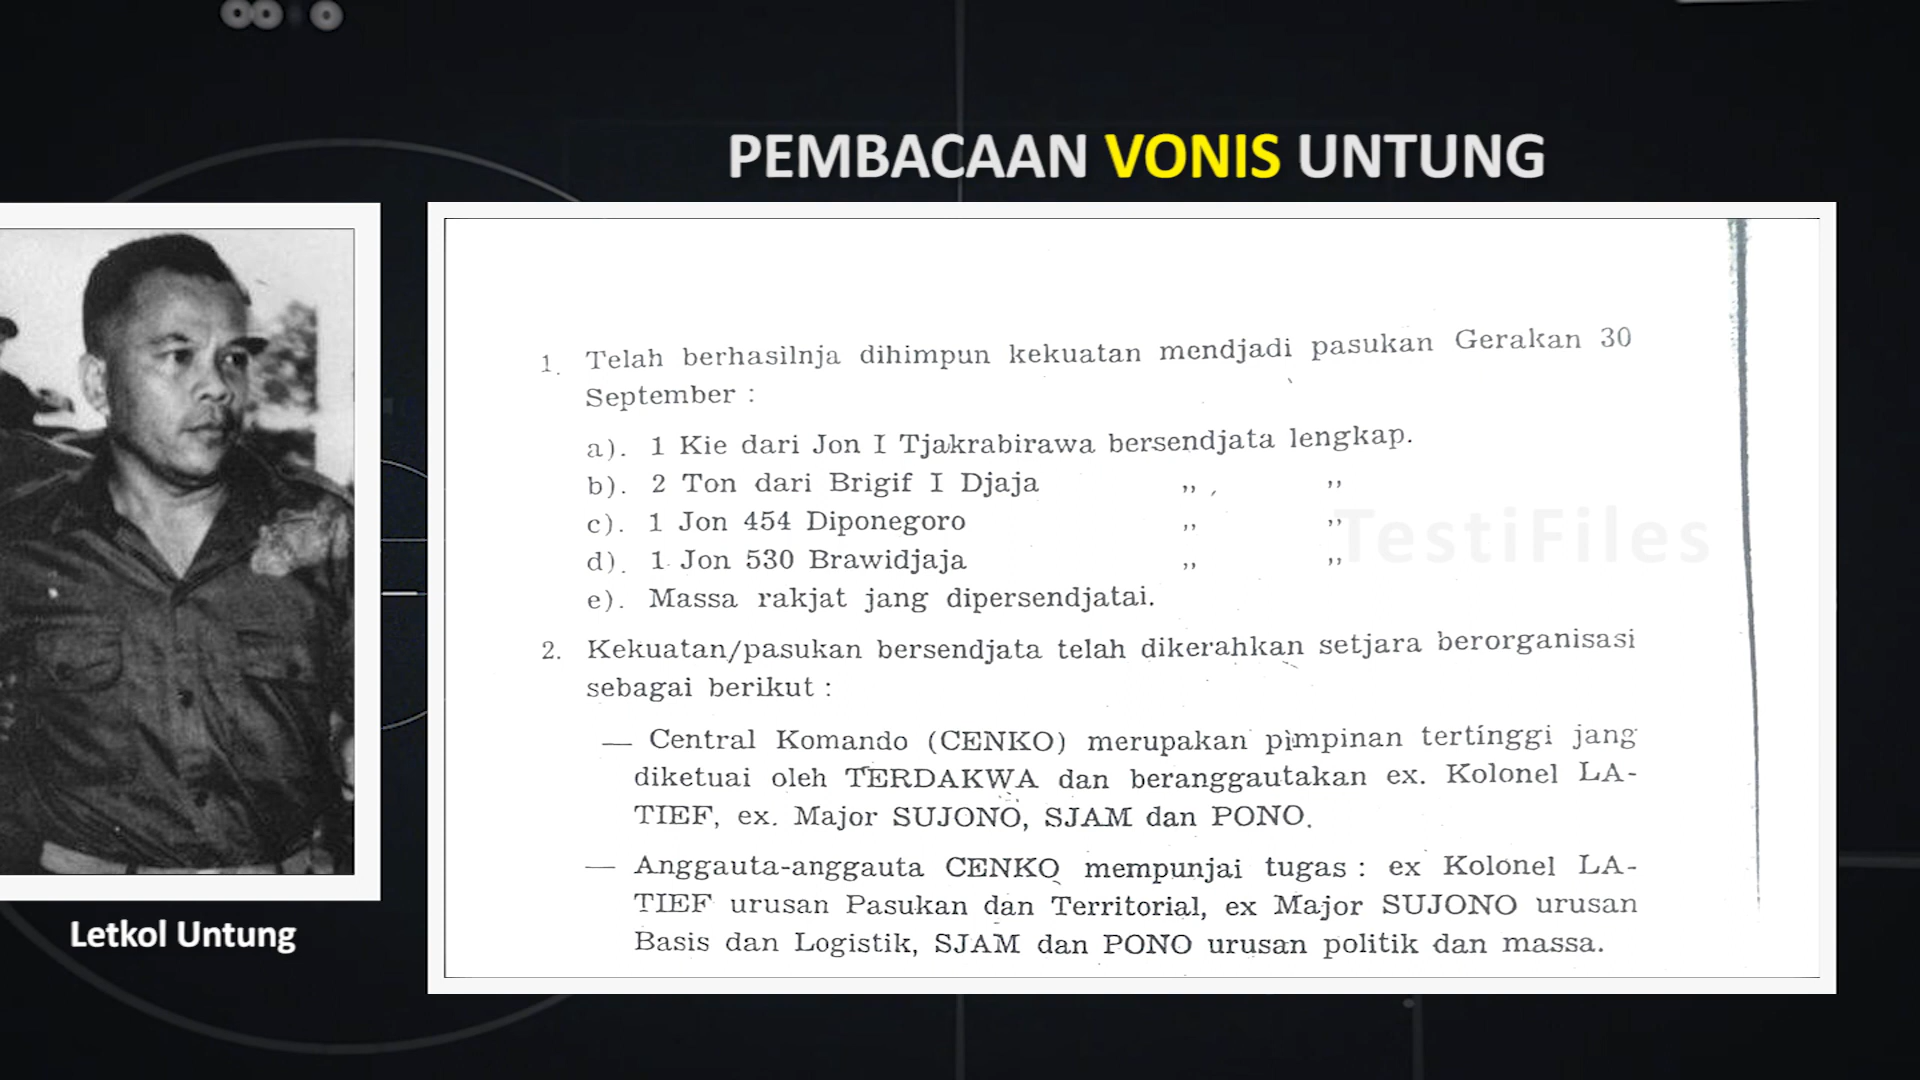 PEMBACAAN VONIS UNTUNG
1. Telah berhasilnja dihimpun kekuatan mendjadi pasukan Gerakan 30
September :
a). 1 Kie dari Jon I Tjakrabirawa bersendjata lengkap.
b). 2 Ton dari Brigif I Djaja ,, ,,
c). 1 Jon 454 Diponegoro ,, ,,
d). 1 Jon 530 Brawidjaja ,, ,,
e). Massa rakjat jang dipersendjatai.
2. Kekuatan/pasukan bersendjata telah dikerahkan setjara berorganisasi
sebagai berikut :
— Central Komando (CENKO) merupakan pimpinan tertinggi jang
diketuai oleh TERDAKWA dan beranggautakan ex. Kolonel LA-
TIEF, ex. Major SUJONO, SJAM dan PONO.
— Anggauta-anggauta CENKO mempunjai tugas : ex Kolonel LA-
TIEF urusan Pasukan dan Territorial, ex Major SUJONO urusan
Basis dan Logistik, SJAM dan PONO urusan politik dan massa.
TestiFiles
Letkol Untung